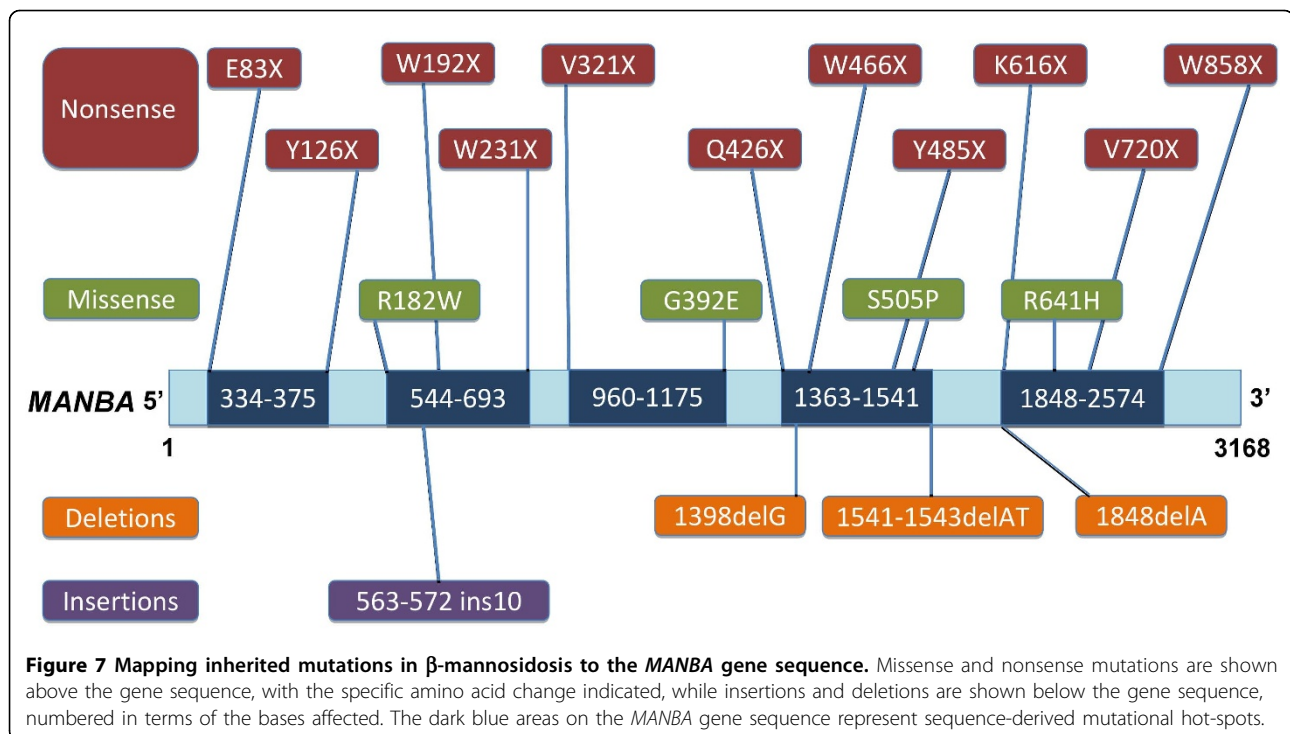 E83X W192X V321X W466X K616X W858X
Nonsense
Y126X W231X Q426X Y485X V720X
Missense R182W G392E S505P R641H
MANBA 5’ 334-375 544-693 960-1175 1363-1541 1848-2574 3’
1 3168
Deletions 1398delG 1541-1543delAT 1848delA
Insertions 563-572 ins10
Figure 7 Mapping inherited mutations in β-mannosidosis to the MANBA gene sequence. Missense and nonsense mutations are shown
above the gene sequence, with the specific amino acid change indicated, while insertions and deletions are shown below the gene sequence,
numbered in terms of the bases affected. The dark blue areas on the MANBA gene sequence represent sequence-derived mutational hot-spots.